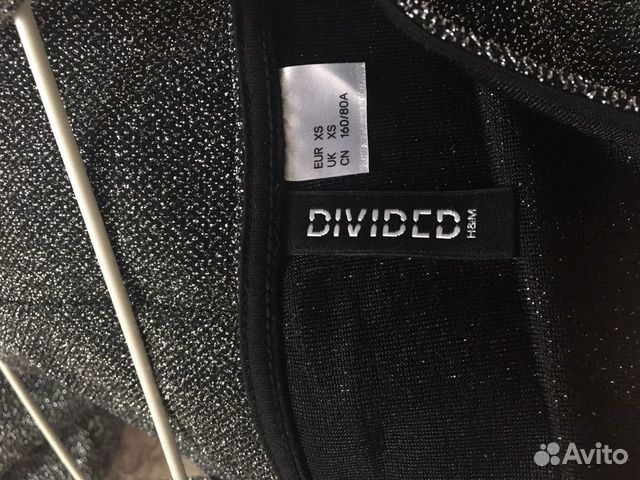 EUR XS
UK XS
CN 160/80A
DIVIDED
H&M
Avito